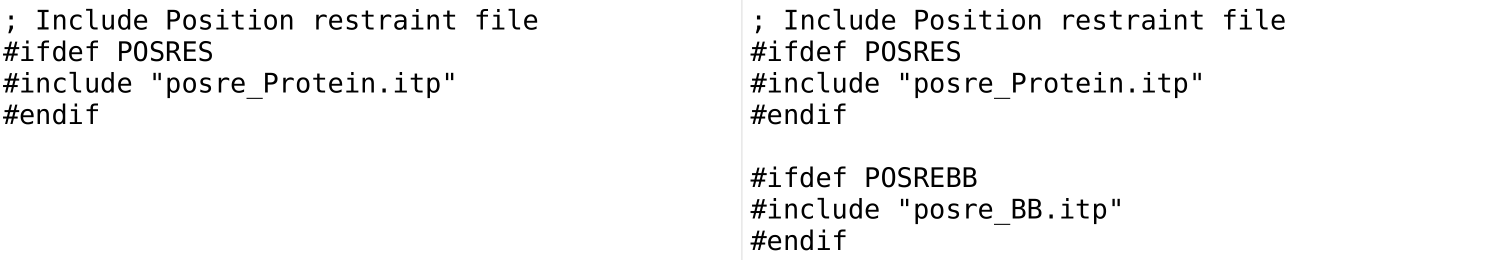 ; Include Position restraint file
#ifdef POSRES
#include "posre_Protein.itp"
#endif
; Include Position restraint file
#ifdef POSRES
#include "posre_Protein.itp"
#endif

#ifdef POSREBB
#include "posre_BB.itp"
#endif